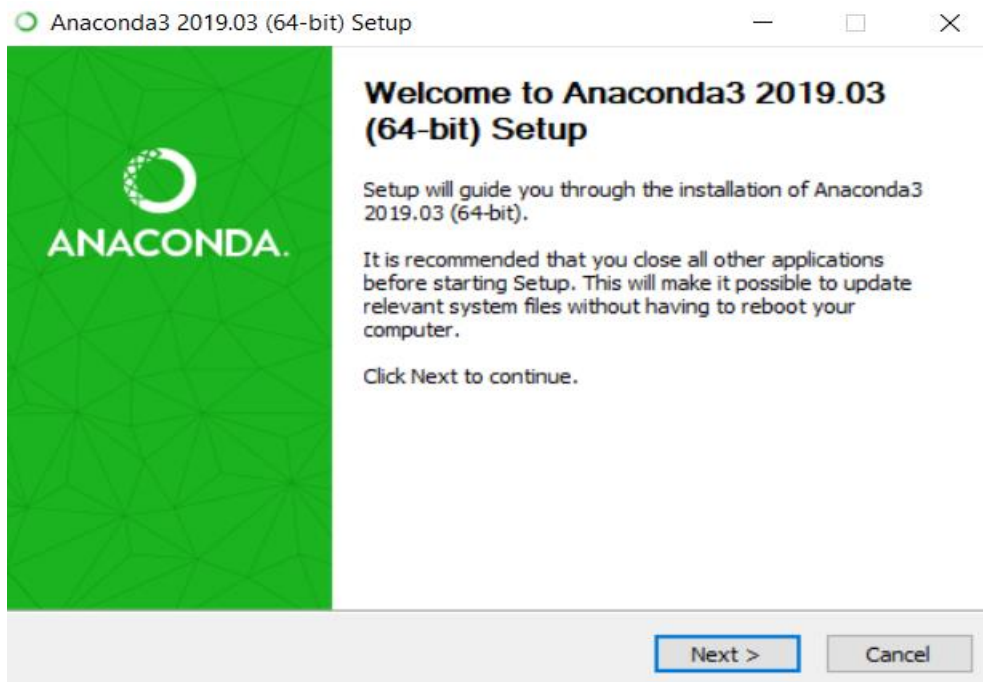 Anaconda3 2019.03 (64-bit) Setup
Welcome to Anaconda3 2019.03
(64-bit) Setup
ANACONDA.
Setup will guide you through the installation of Anaconda3
2019.03 (64-bit).
It is recommended that you close all other applications
before starting Setup. This will make it possible to update
relevant system files without having to reboot your
computer.
Click Next to continue.
Next >
Cancel